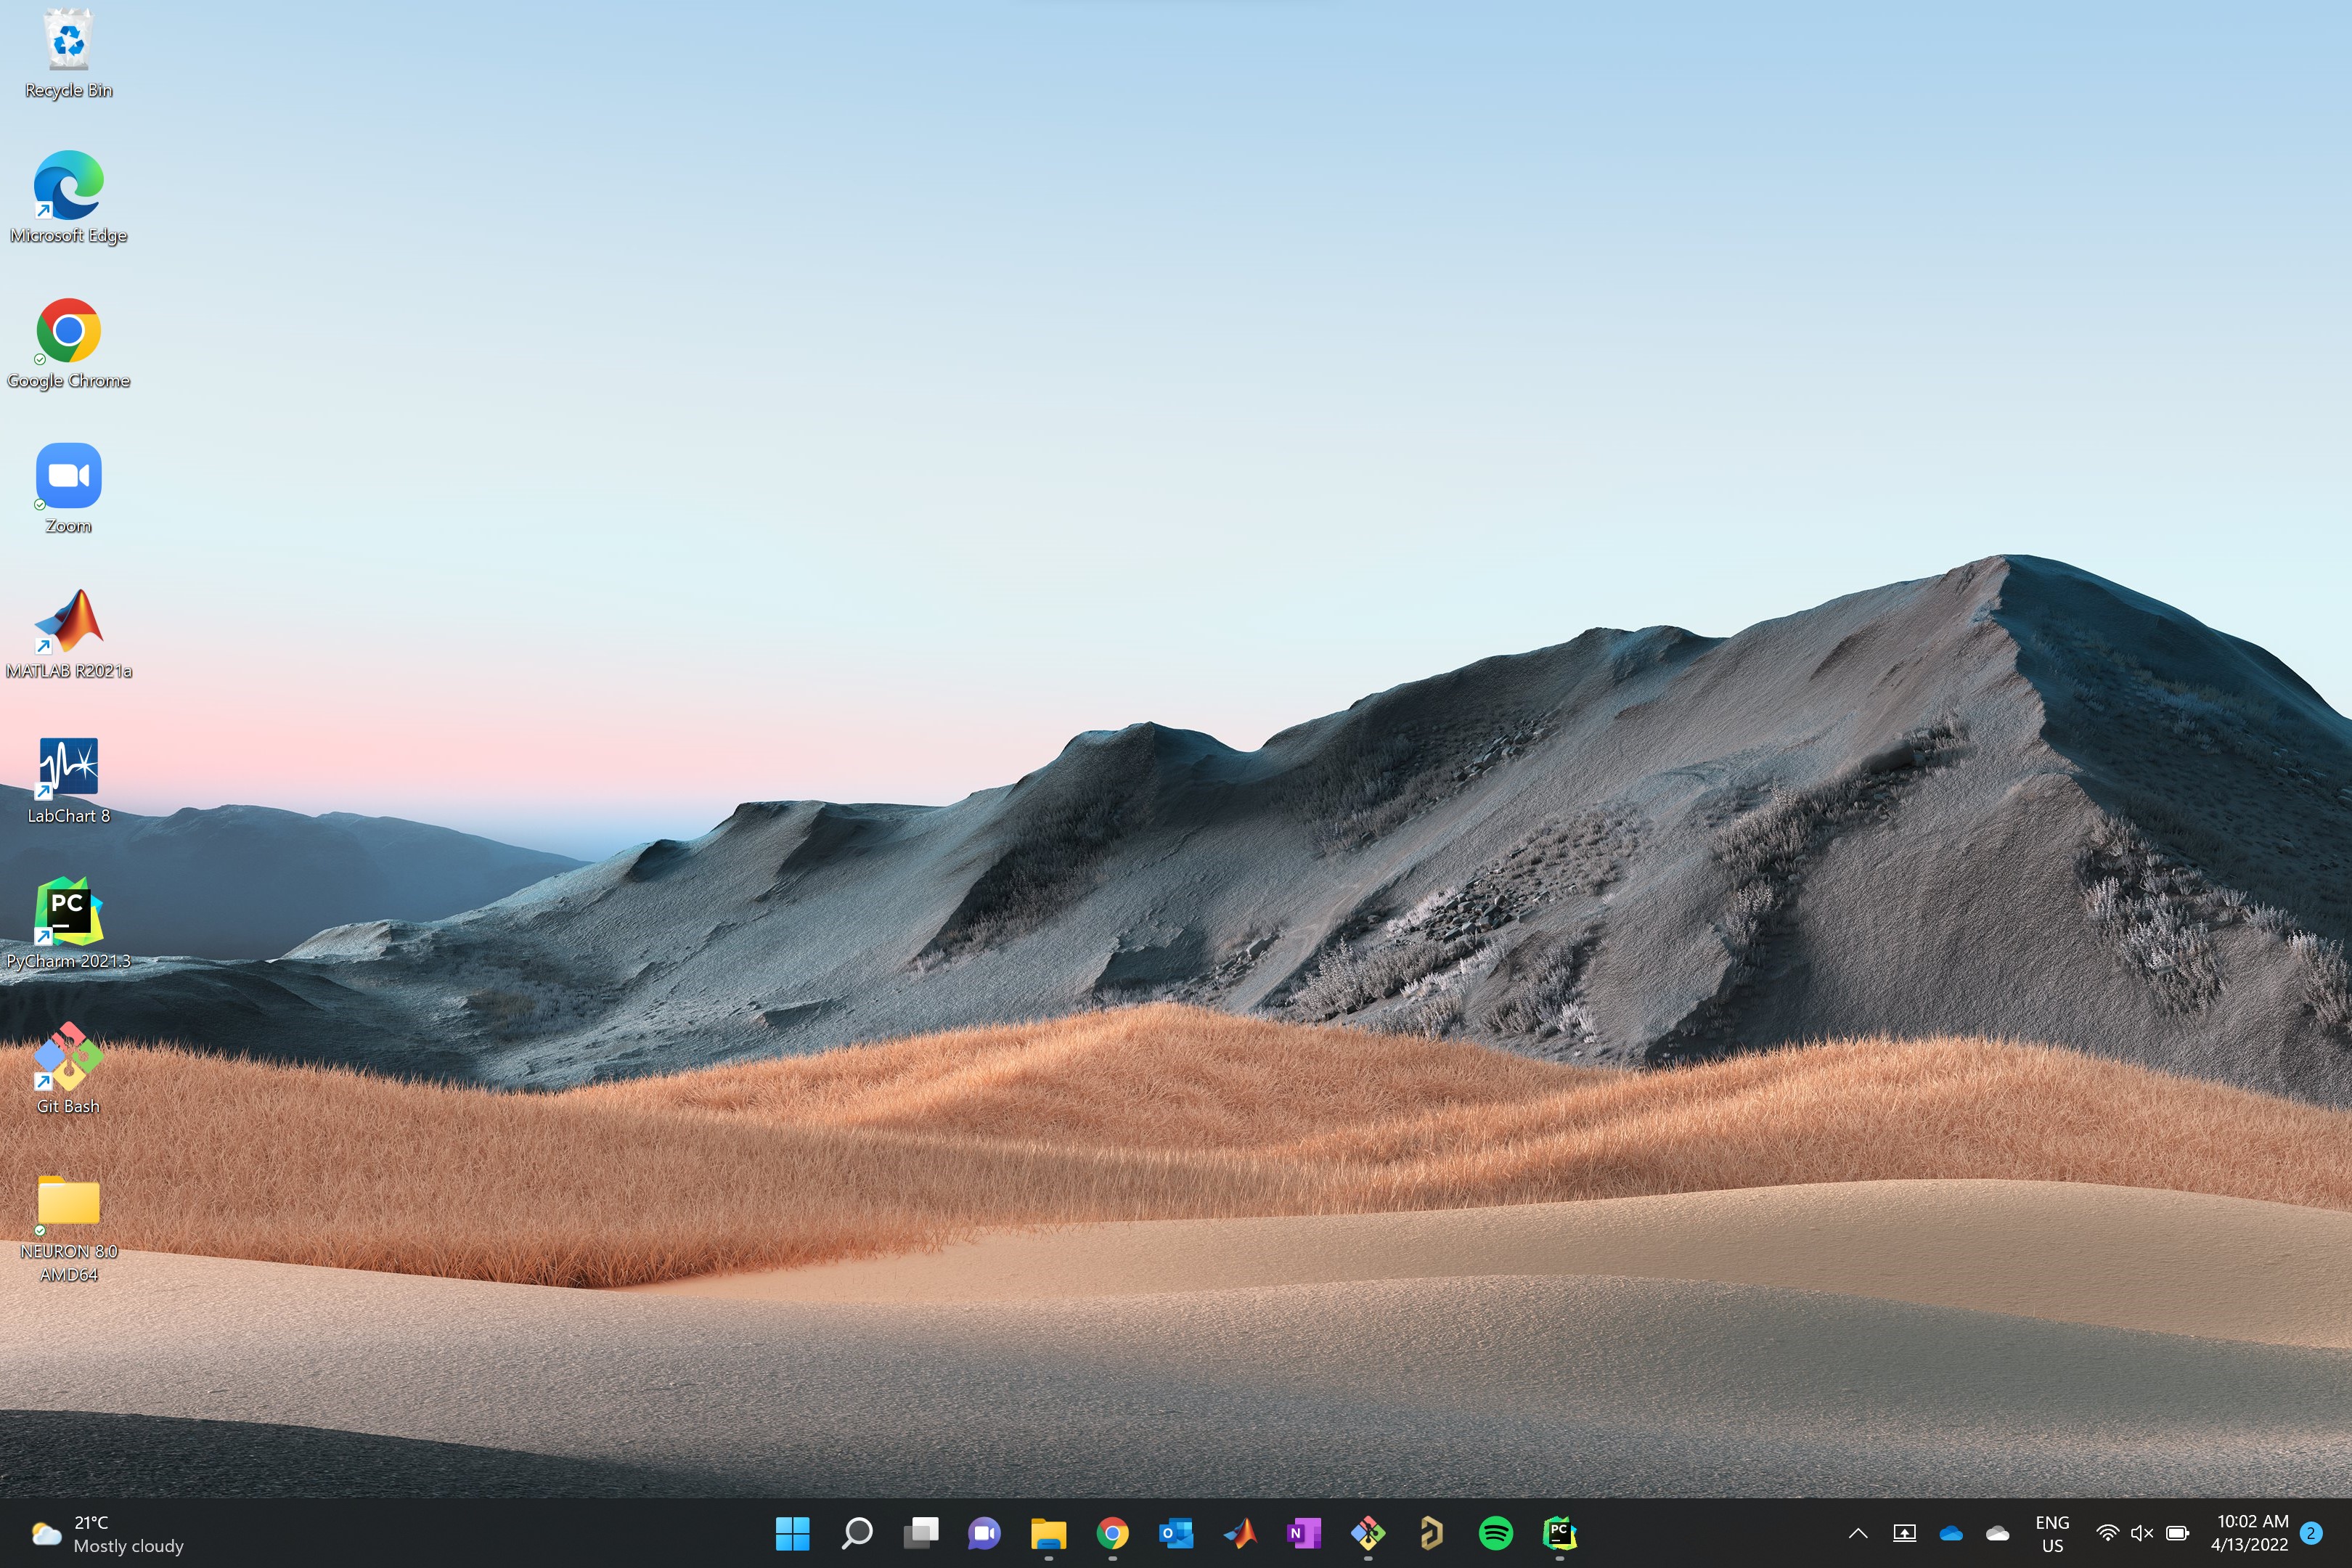 Recycle Bin
Microsoft Edge
Google Chrome
Zoom
MATLAB R2021a
LabChart 8
PC
PyCharm 2021.3
Git Bash
NEURON 8.0
AMD64
21°C
Mostly cloudy
O
N
PC
ENG
US
10:02 AM
4/13/2022
2